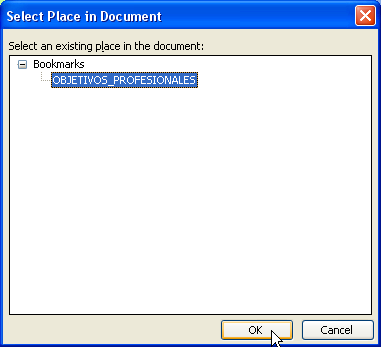 Select Place in Document
Select an existing place in the document:
Bookmarks
OBJETIVOS_PROFESIONALES
OK
Cancel